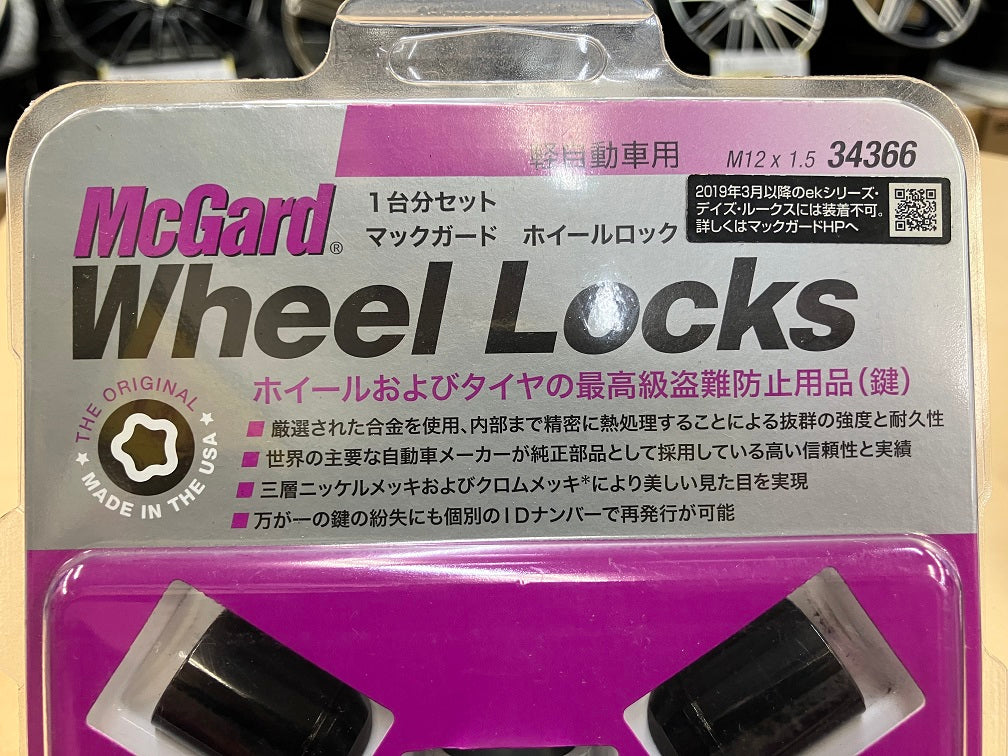 軽自動車用 M12 x 1.5 34366
McGard®
1台分セット
マックガード ホイールロック
2019年3月以降のekシリーズ・
デイズ・ルークスには装着不可。
詳しくはマックガードHPへ
Wheel Locks
THE ORIGINAL
★ MADE IN THE USA ★
ホイールおよびタイヤの最高級盗難防止用品(鍵)
■ 厳選された合金を使用、内部まで精密に熱処理することによる抜群の強度と耐久性
■ 世界の主要な自動車メーカーが純正部品として採用している高い信頼性と実績
■ 三層ニッケルメッキおよびクロムメッキ*により美しい見た目を実現
■ 万が一の鍵の紛失にも個別のIDナンバーで再発行が可能